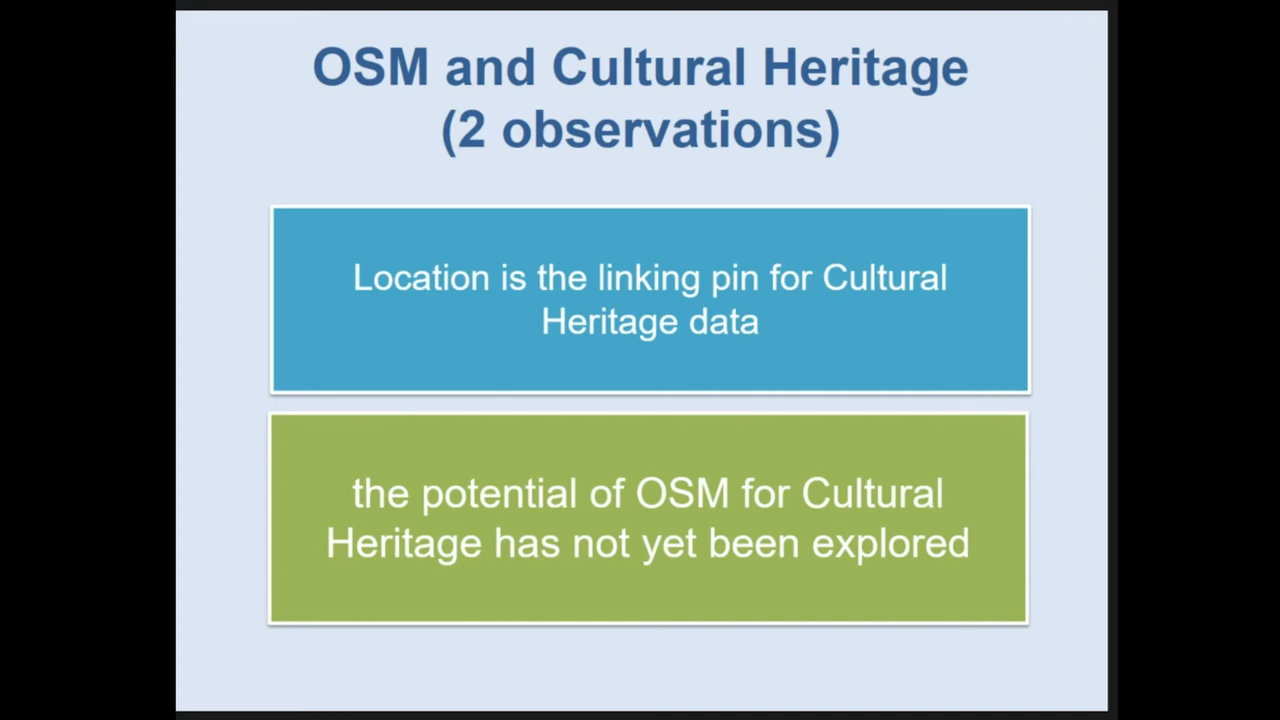 OSM and Cultural Heritage
(2 observations)
Location is the linking pin for Cultural
Heritage data
the potential of OSM for Cultural
Heritage has not yet been explored